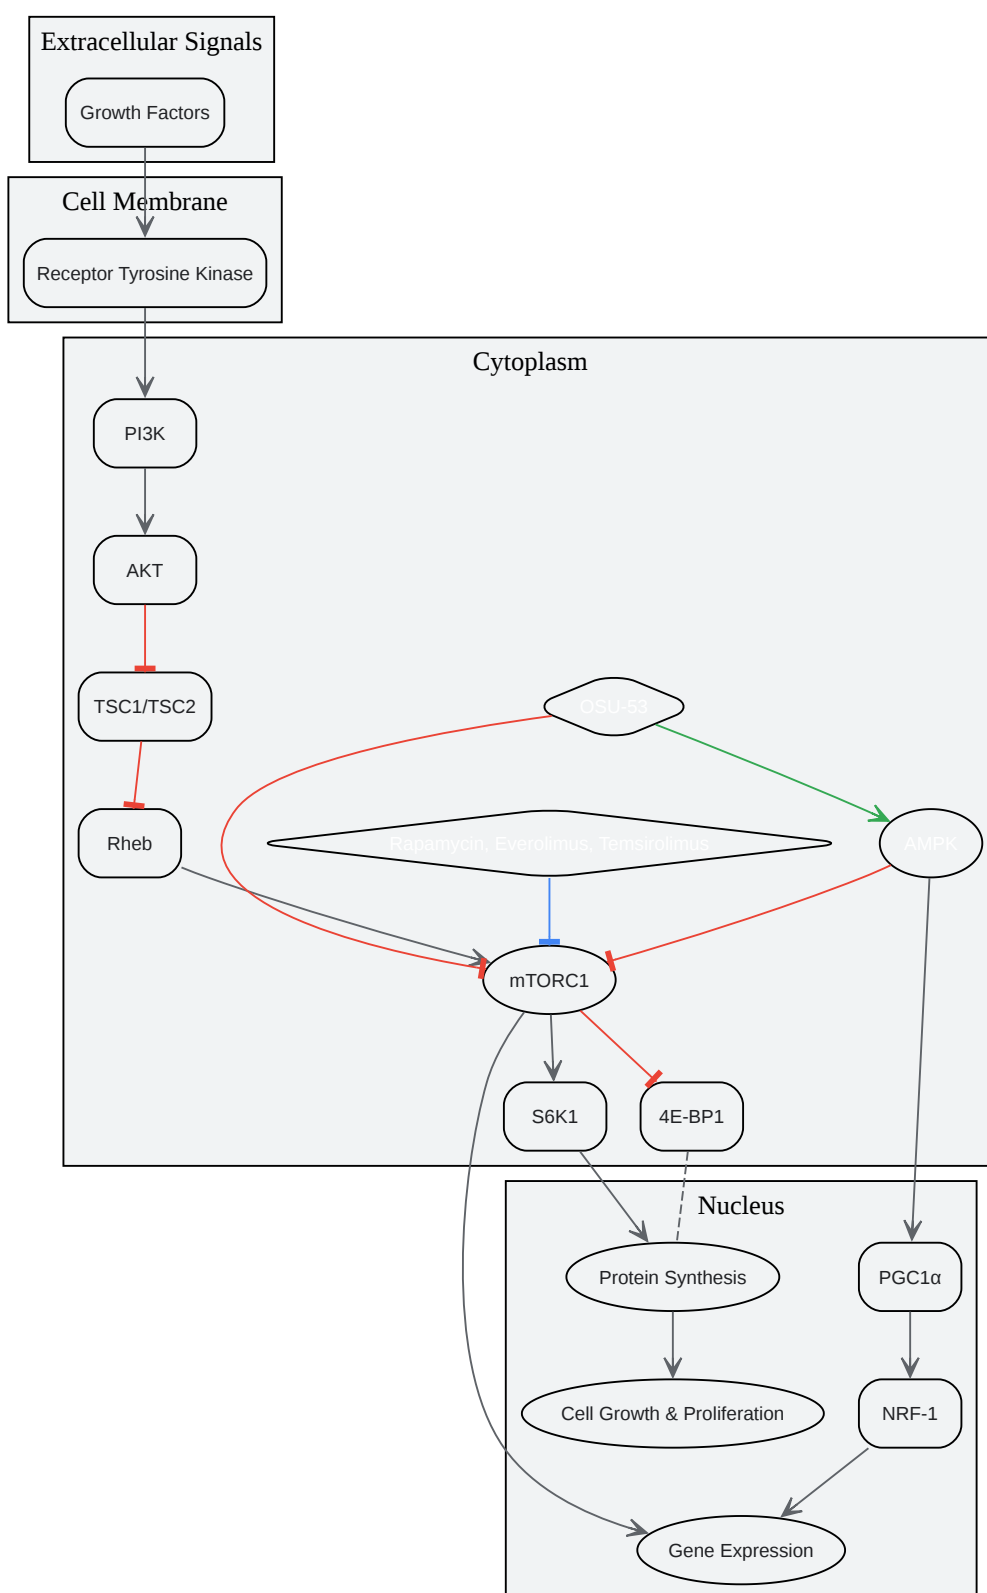 Extracellular Signals
Growth Factors
Cell Membrane
Receptor Tyrosine Kinase
Cytoplasm
PI3K
AKT
TSC1/TSC2
OSU-53
Rheb
Rapamycin, Everolimus, Temsirolimus
AMPK
mTORC1
S6K1
4E-BP1
Nucleus
Protein Synthesis
PGC1α
Cell Growth & Proliferation
NRF-1
Gene Expression